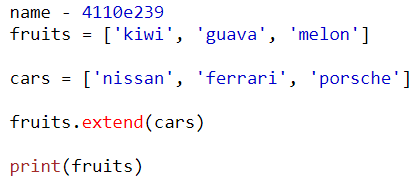 name - 4110e239
fruits = ['kiwi', 'guava', 'melon']
cars = ['nissan', 'ferrari', 'porsche']
fruits.extend(cars)
print(fruits)